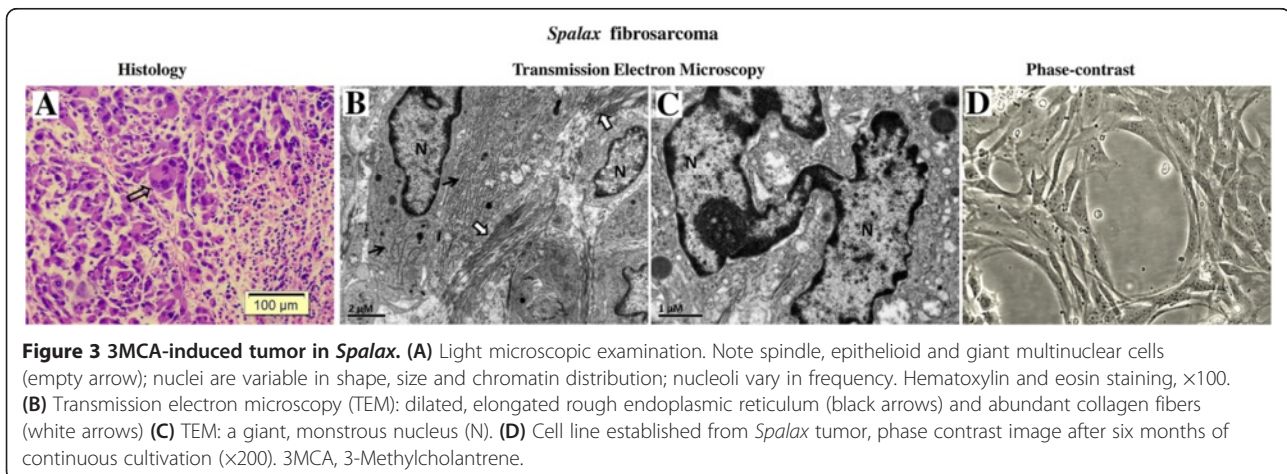 Spalax fibrosarcoma
Histology Transmission Electron Microscopy Phase-contrast
A B C D
N N N N
100 µm 2 µM 1 µM
Figure 3 3MCA-induced tumor in Spalax. (A) Light microscopic examination. Note spindle, epithelioid and giant multinuclear cells
(empty arrow); nuclei are variable in shape, size and chromatin distribution; nucleoli vary in frequency. Hematoxylin and eosin staining, ×100.
(B) Transmission electron microscopy (TEM): dilated, elongated rough endoplasmic reticulum (black arrows) and abundant collagen fibers
(white arrows) (C) TEM: a giant, monstrous nucleus (N). (D) Cell line established from Spalax tumor, phase contrast image after six months of
continuous cultivation (×200). 3MCA, 3-Methylcholantrene.